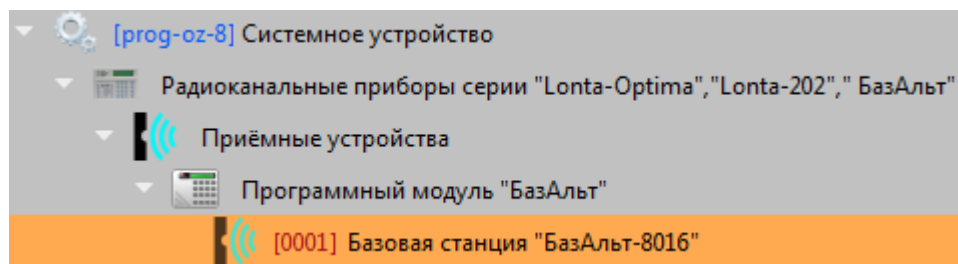 [prog-oz-8] Системное устройство
Радиоканальные приборы серии "Lonta-Optima","Lonta-202"," БазАльт"
Приёмные устройства
Программный модуль "БазАльт"
[0001] Базовая станция "БазАльт-8016"